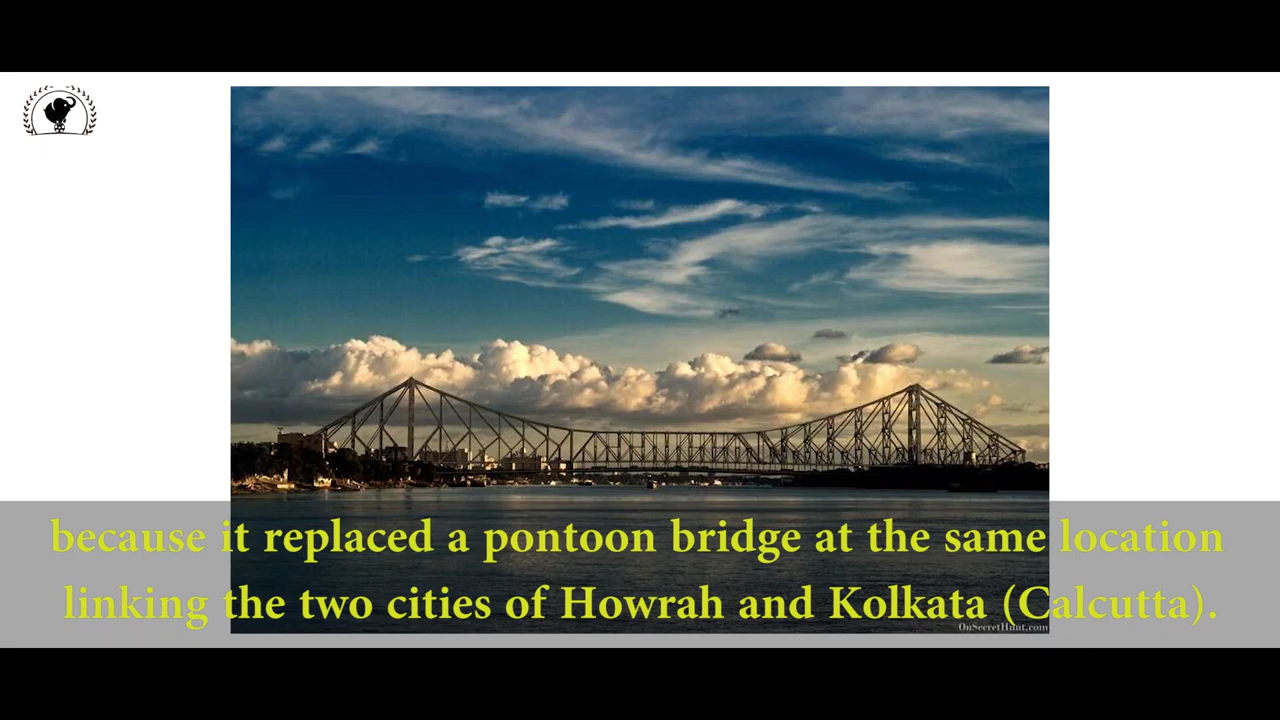 because it replaced a pontoon bridge at the same location
linking the two cities of Howrah and Kolkata (Calcutta).
OnSecretHunt.com